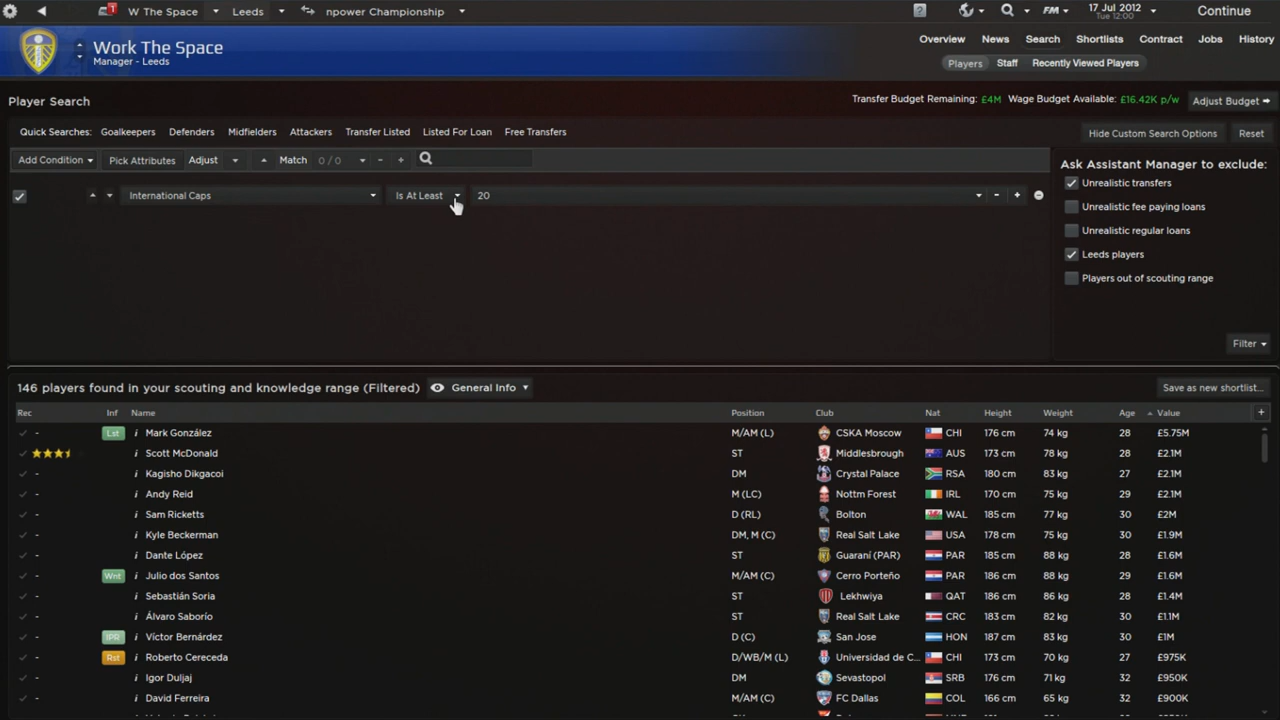 W The Space Leeds npower Championship FM 17 Jul 2012 Continue
Tue 12:00
Work The Space
Manager - Leeds
Overview News Search Shortlists Contract Jobs History
Players Staff Recently Viewed Players
Player Search
Transfer Budget Remaining: £4M Wage Budget Available: £16.42K p/w Adjust Budget
Quick Searches: Goalkeepers Defenders Midfielders Attackers Transfer Listed Listed For Loan Free Transfers
Hide Custom Search Options Reset
Add Condition Pick Attributes Adjust Match 0 / 0 - +
International Caps Is At Least 20 - +
Ask Assistant Manager to exclude:
Unrealistic transfers
Unrealistic fee paying loans
Unrealistic regular loans
Leeds players
Players out of scouting range
Filter
146 players found in your scouting and knowledge range (Filtered) General Info Save as new shortlist...
Rec Inf Name Position Club Nat Height Weight Age Value +
- Lst i Mark González M/AM (L) CSKA Moscow CHI 176 cm 74 kg 28 £5.75M
i Scott McDonald ST Middlesbrough AUS 173 cm 78 kg 28 £2.1M
- i Kagisho Dikgacoi DM Crystal Palace RSA 180 cm 83 kg 27 £2.1M
- i Andy Reid M (LC) Nottm Forest IRL 170 cm 75 kg 29 £2.1M
- i Sam Ricketts D (RL) Bolton WAL 185 cm 77 kg 30 £2M
- i Kyle Beckerman DM, M (C) Real Salt Lake USA 178 cm 75 kg 30 £1.9M
- i Dante López ST Guaraní (PAR) PAR 185 cm 88 kg 28 £1.6M
- Wnt i Julio dos Santos M/AM (C) Cerro Porteño PAR 186 cm 88 kg 29 £1.6M
- i Sebastián Soria ST Lekhwiya QAT 186 cm 86 kg 28 £1.4M
- i Álvaro Saborío ST Real Salt Lake CRC 183 cm 82 kg 30 £1.1M
- IPR i Víctor Bernárdez D (C) San Jose HON 187 cm 83 kg 30 £1M
- Rst i Roberto Cereceda D/WB/M (L) Universidad de C... CHI 173 cm 70 kg 27 £975K
- i Igor Duljaj DM Sevastopol SRB 176 cm 71 kg 32 £950K
- i David Ferreira M/AM (C) FC Dallas COL 166 cm 65 kg 32 £900K